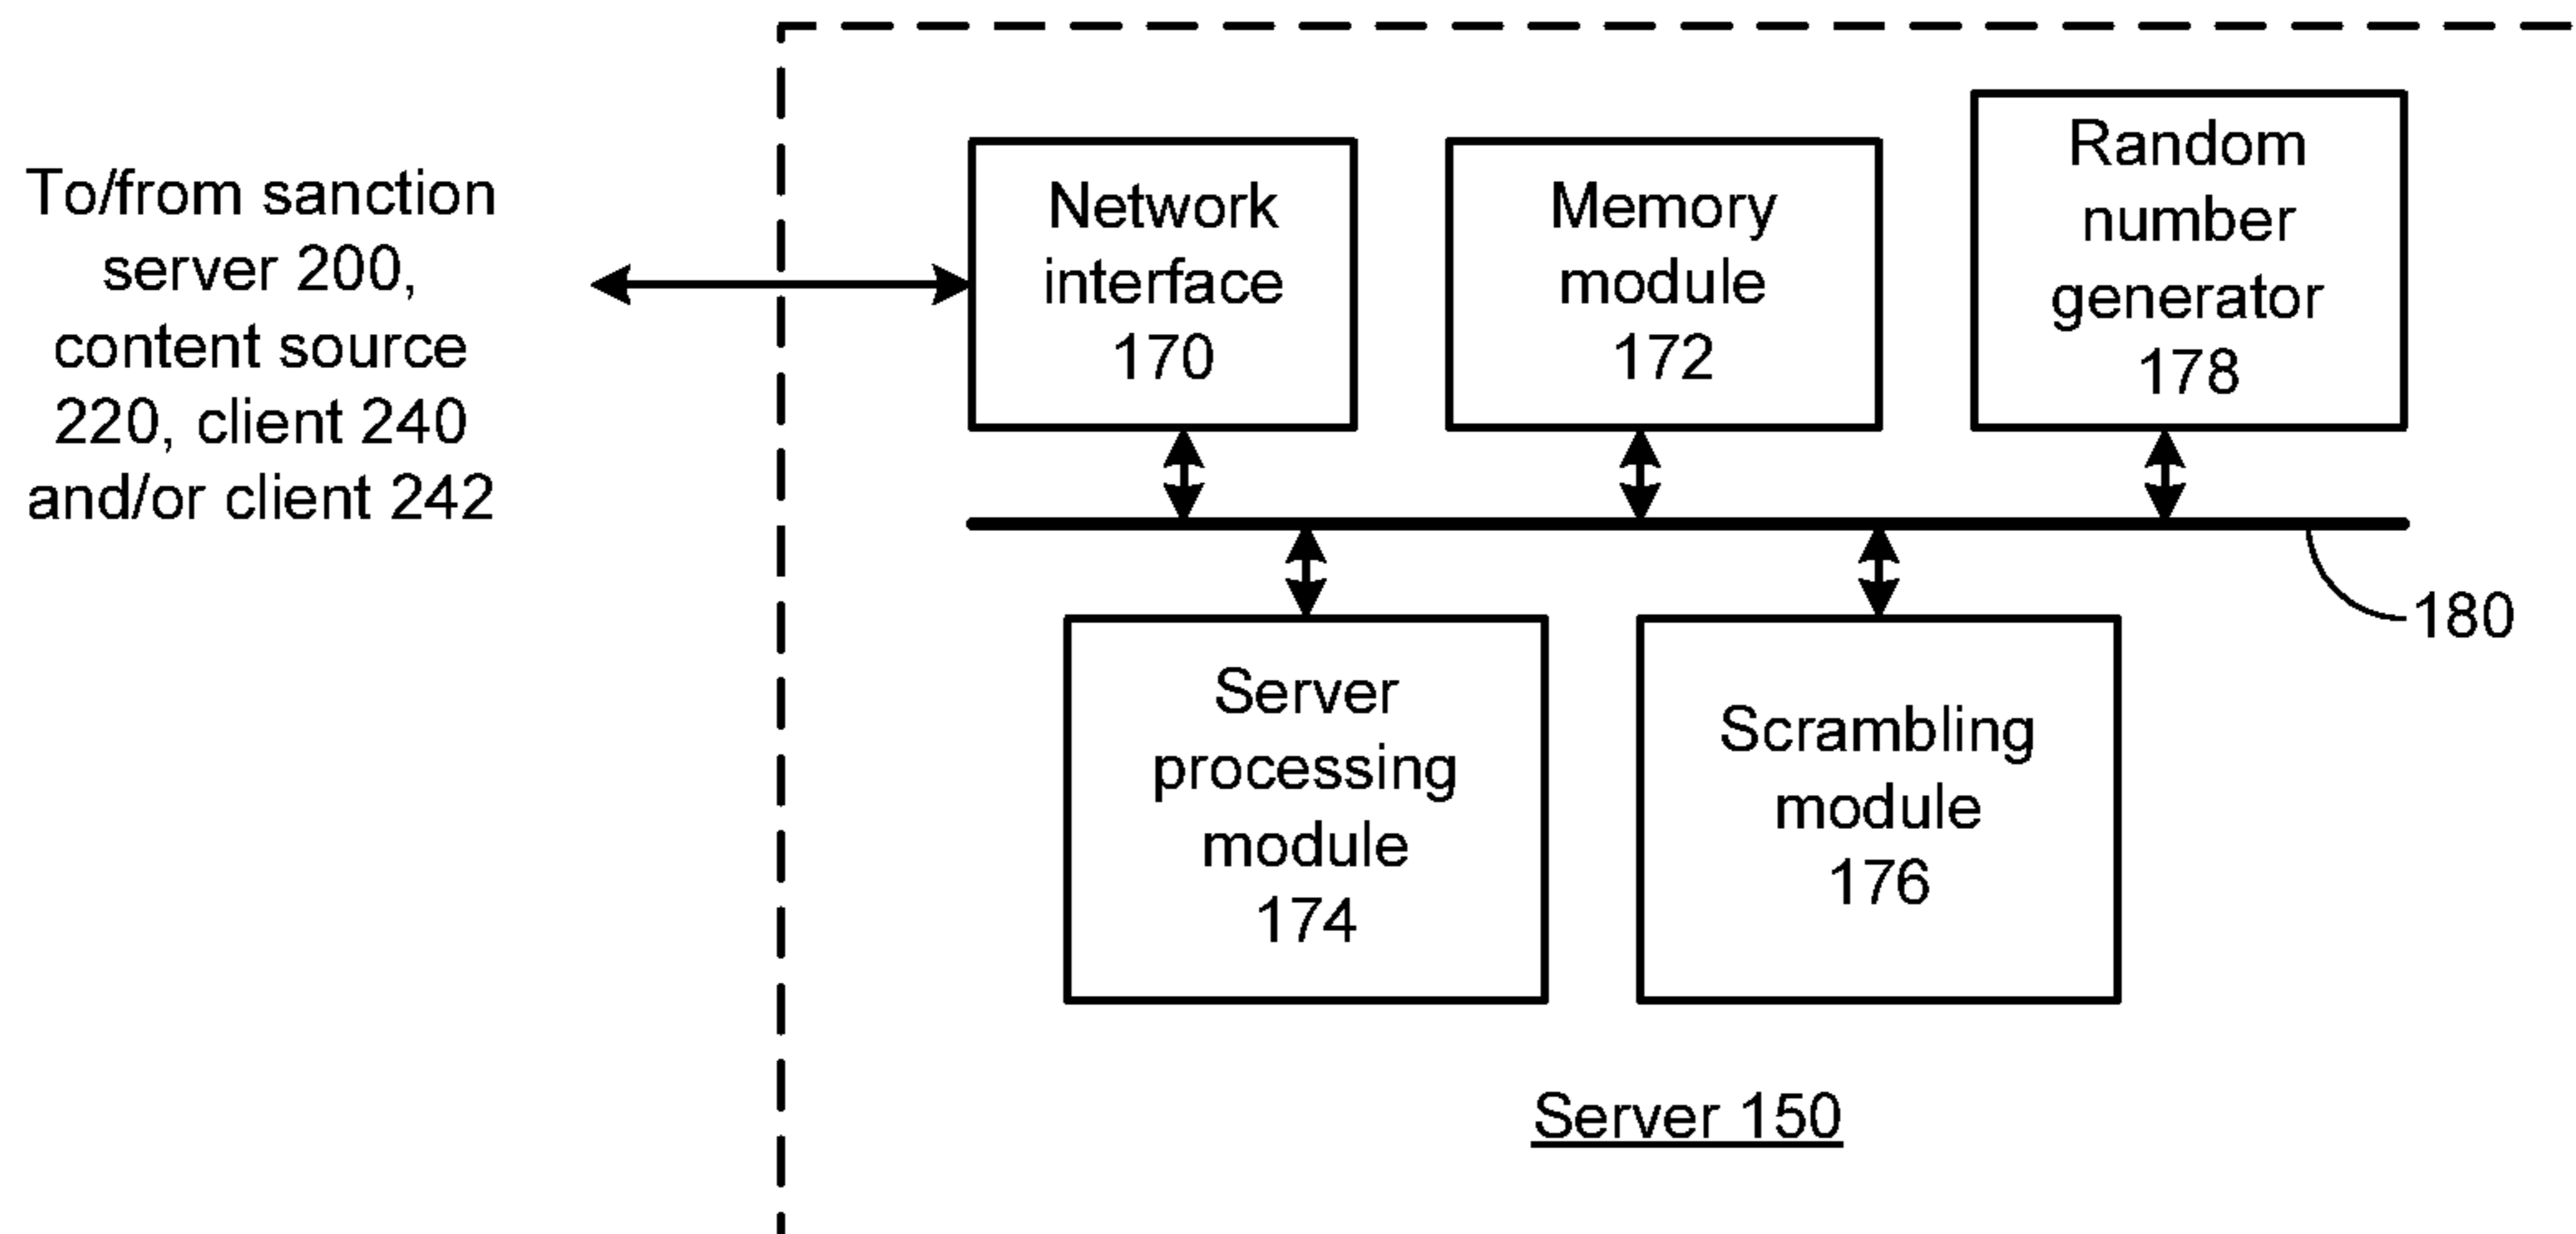 To/from sanction
server 200,
content source
220, client 240
and/or client 242
Network
interface
170
Memory
module
172
Random
number
generator
178
180
Server
processing
module
174
Scrambling
module
176
Server 150